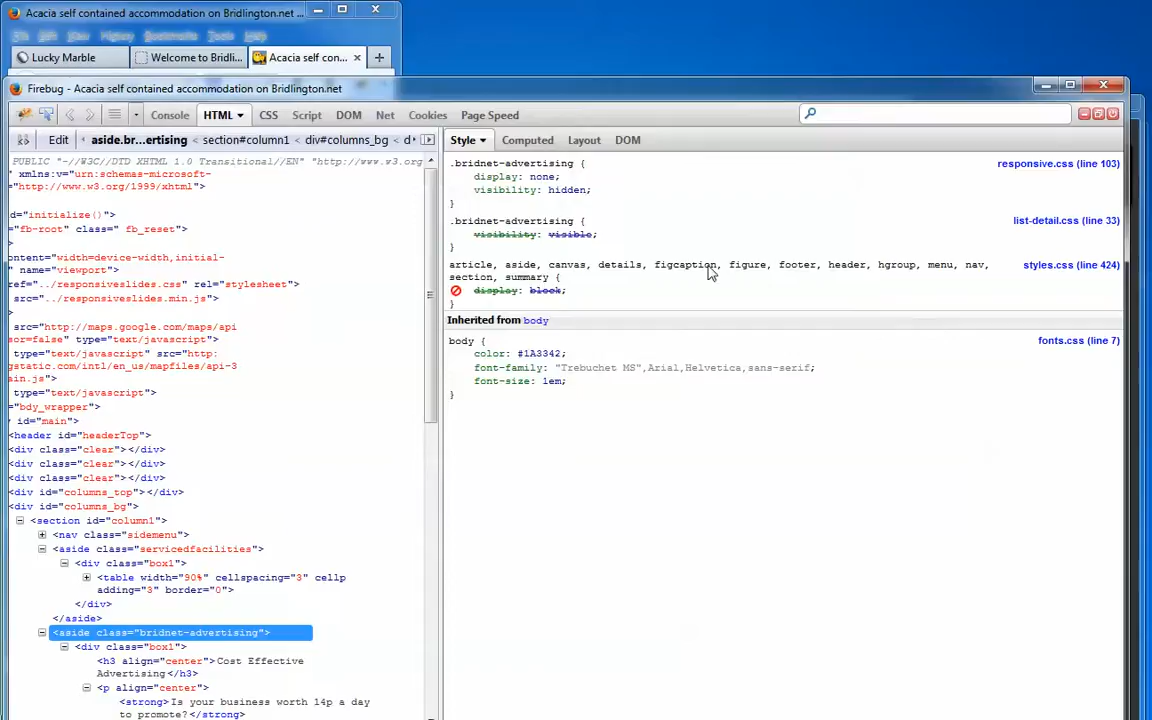 Acacia self contained accommodation on Bridlington.net ...
History Bookmarks Tools Help
Lucky Marble Welcome to Bridli... Acacia self con... × +
Firebug - Acacia self contained accommodation on Bridlington.net
Console HTML CSS Script DOM Net Cookies Page Speed
Edit aside.br...ertising < section#column1 < div#columns_bg < d
Style Computed Layout DOM
PUBLIC "-//W3C//DTD XHTML 1.0 Transitional//EN" "http://www.w3.org
xmlns:v="urn:schemas-microsoft-
"http://www.w3.org/1999/xhtml">
d="initialize()">
"fb-root" class=" fb_reset">
ontent="width=device-width,initial-
" name="viewport">
ref="../responsiveslides.css" rel="stylesheet">
src="../responsiveslides.min.js">
src="http://maps.google.com/maps/api
sor=false" type="text/javascript">
type="text/javascript" src="http:
gstatic.com/intl/en_us/mapfiles/api-3
ain.js">
type="text/javascript">
="bdy_wrapper">
v id="main">
<header id="headerTop">
<div class="clear"></div>
<div class="clear"></div>
<div class="clear"></div>
<div id="columns_top"></div>
<div id="columns_bg">
<section id="column1">
<nav class="sidemenu">
<aside class="servicedfacilities">
<div class="box1">
<table width="90%" cellspacing="3" cellp
adding="3" border="0">
</div>
</aside>
<aside class="bridnet-advertising">
<div class="box1">
<h3 align="center">Cost Effective
Advertising</h3>
<p align="center">
<strong>Is your business worth 14p a day
to promote?</strong>
.bridnet-advertising { responsive.css (line 103)
display: none;
visibility: hidden;
}
.bridnet-advertising { list-detail.css (line 33)
visibility: visible;
}
article, aside, canvas, details, figcaption, figure, footer, header, hgroup, menu, nav, styles.css (line 424)
section, summary {
display: block;
}
Inherited from body
body { fonts.css (line 7)
color: #1A3342;
font-family: "Trebuchet MS",Arial,Helvetica,sans-serif;
font-size: 1em;
}